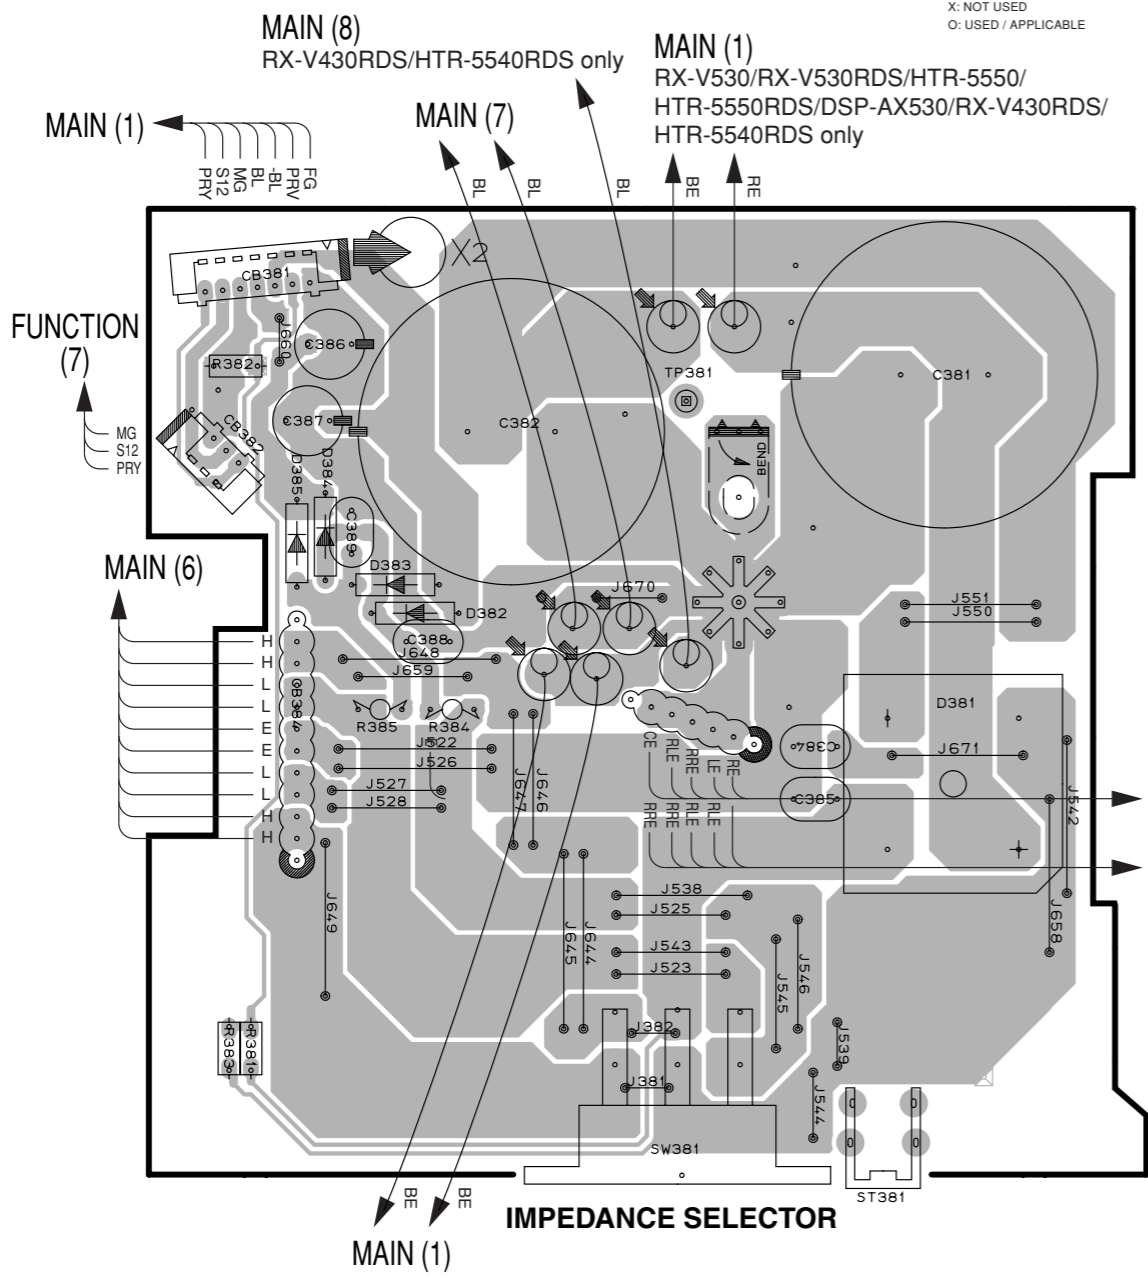 X: NOT USED
O: USED / APPLICABLE
MAIN (8)
RX-V430RDS/HTR-5540RDS only
MAIN (1)
RX-V530/RX-V530RDS/HTR-5550/
HTR-5550RDS/DSP-AX530/RX-V430RDS/
HTR-5540RDS only
MAIN (7)
MAIN (1)
PRY
S12
MG
BL
-BL
PRV
FG
BL
BL
BL
BE
RE
X2
CB381
FUNCTION
(7)
MG
S12
PRY
J660
C386
R382
C387
CB382
TP381
C381
C382
BEND
D385
D384
C389
D383
D382
C388
J670
J551
J550
MAIN (6)
H
H
L
L
E
E
L
L
H
H
CB384
J648
J659
R385
R384
J522
J526
J527
J528
J647
J646
CE
RLE
RRE
LE
RE
RRE
RRE
RLE
RLE
RE
C384
C385
D381
J671
J542
J658
J649
J645
J644
J538
J525
J543
J523
J546
J545
J539
J382
J381
J544
R383
R381
SW381
ST381
BE
BE
IMPEDANCE SELECTOR
MAIN (1)